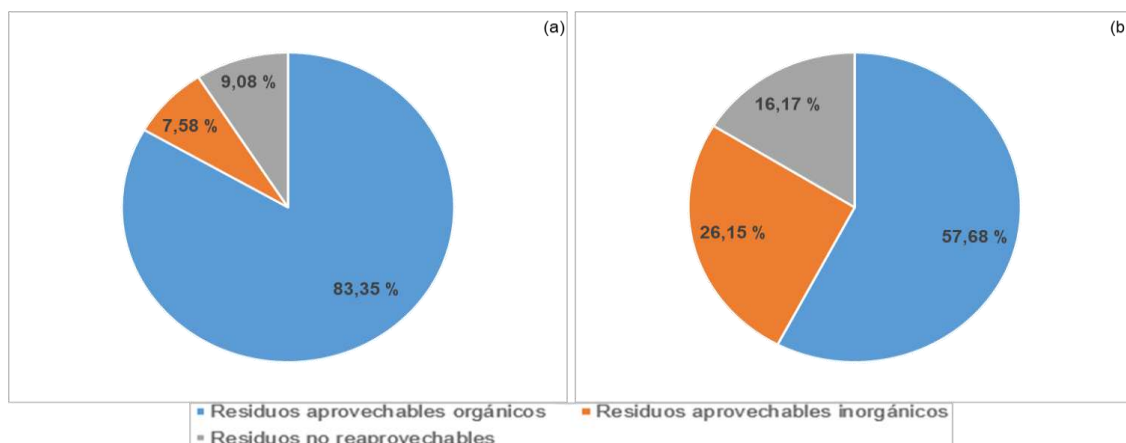 (a)
9,08 %
7,58 %
83,35 %
(b
16,17 %
26,15 %
57,68 %
Residuos aprovechables orgánicos
Residuos aprovechables inorgánicos
Residuos no reaprovechables